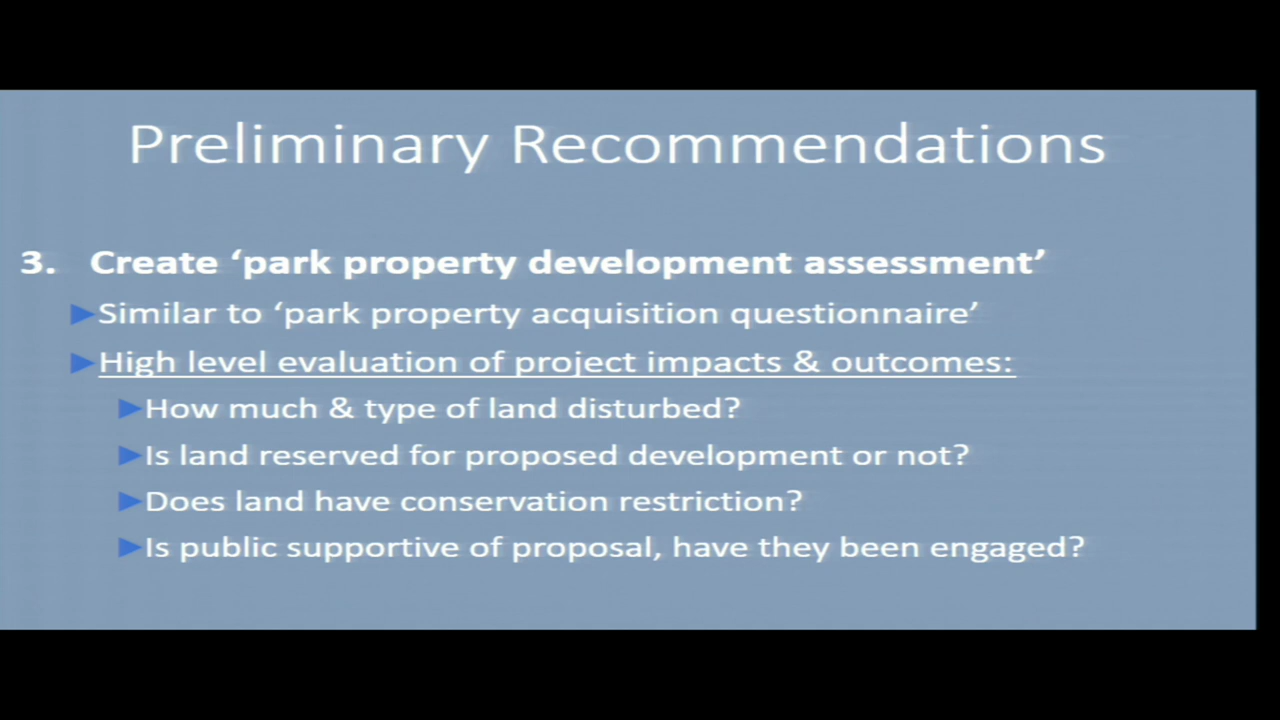 Preliminary Recommendations
3. Create ‘park property development assessment’
▶Similar to ‘park property acquisition questionnaire’
▶High level evaluation of project impacts & outcomes:
▶How much & type of land disturbed?
▶Is land reserved for proposed development or not?
▶Does land have conservation restriction?
▶Is public supportive of proposal, have they been engaged?